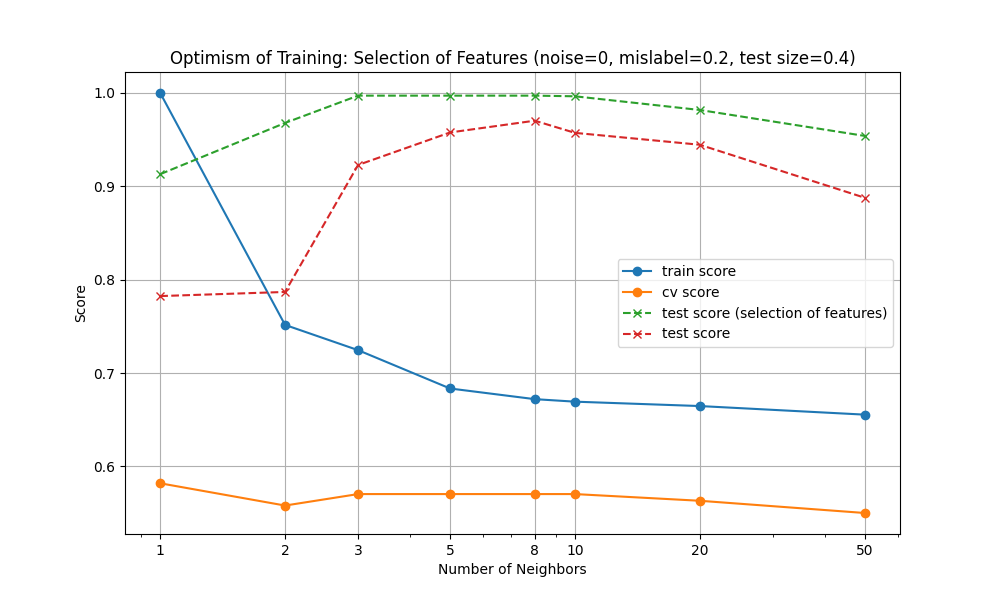 Optimism of Training: Selection of Features (noise=0, mislabel=0.2, test size=0.4)
1.0
0.9
0.8
0.7
0.6
Score
train score
cv score
test score (selection of features)
test score
1 2 3 5 8 10 20 50
Number of Neighbors